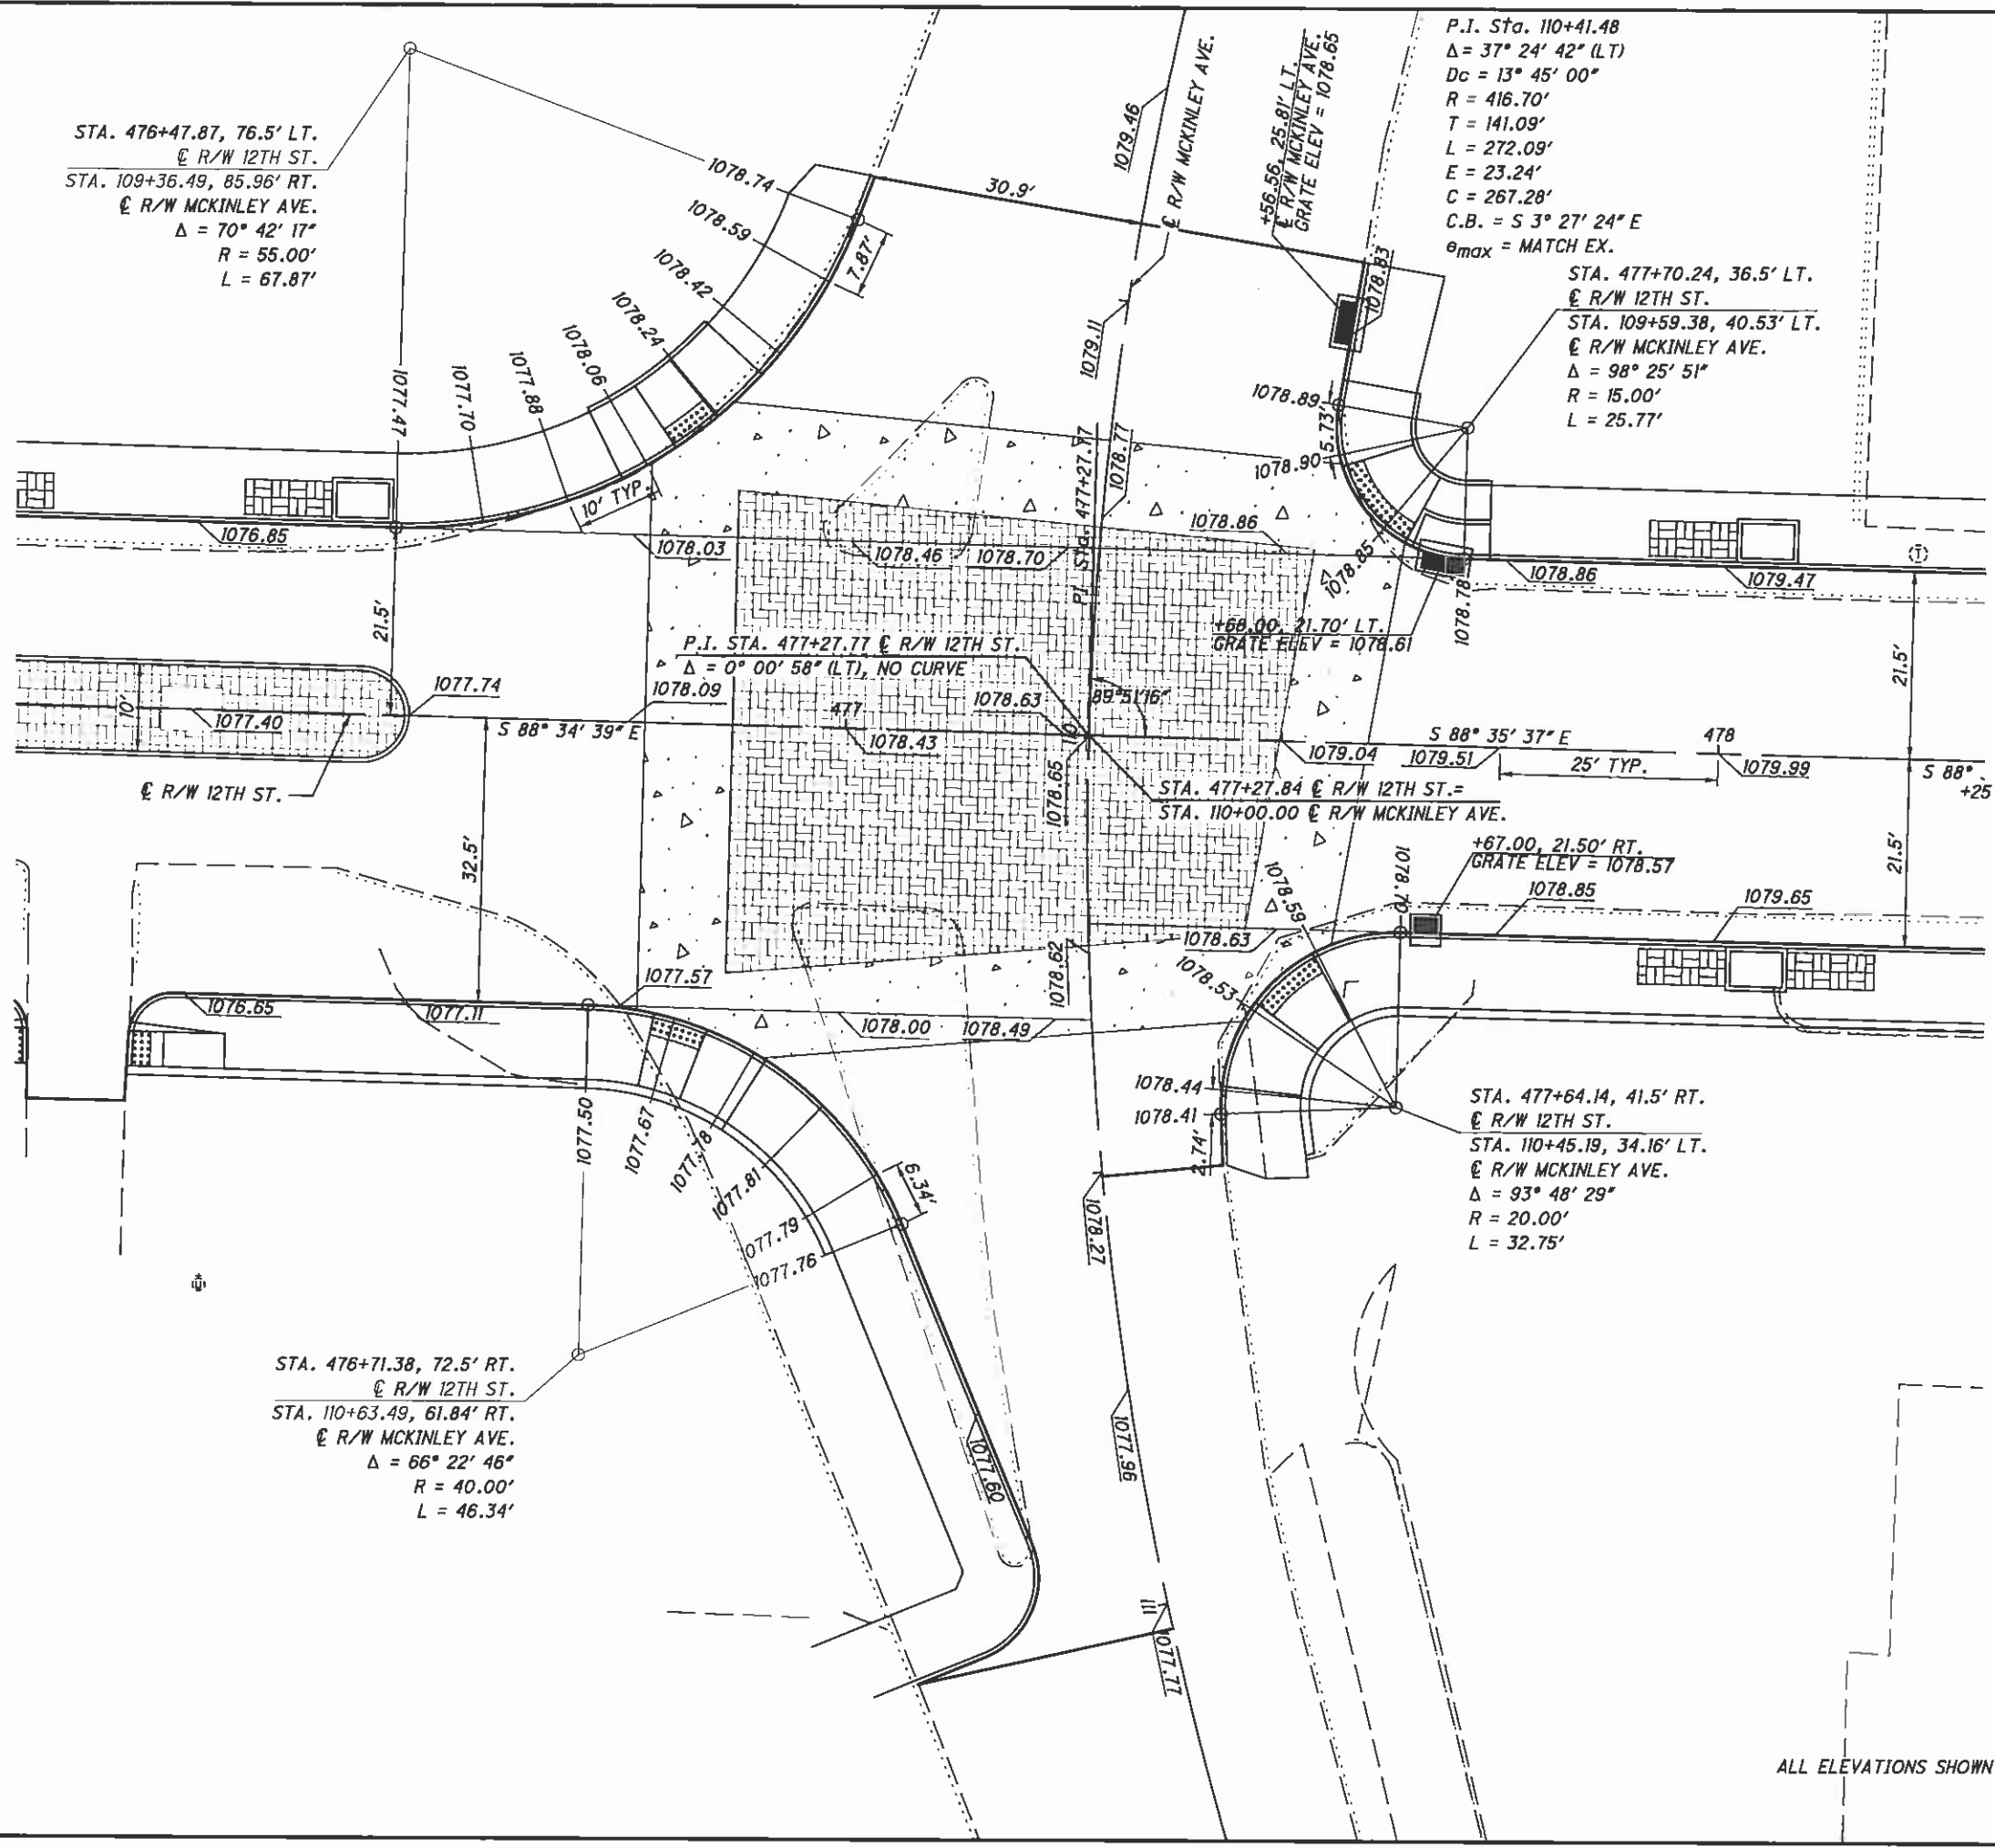 P.I. Sta. 110+41.48
Δ = 37° 24' 42" (LT)
Dc = 13° 45' 00"
R = 416.70'
T = 141.09'
L = 272.09'
E = 23.24'
C = 267.28'
C.B. = S 3° 27' 24" E
emax = MATCH EX.
STA. 476+47.87, 76.5' LT.
℄ R/W 12TH ST.
STA. 109+36.49, 85.96' RT.
℄ R/W MCKINLEY AVE.
Δ = 70° 42' 17"
R = 55.00'
L = 67.87'
1079.46
℄ R/W MCKINLEY AVE.
+56.56, 25.81' LT.
℄ R/W MCKINLEY AVE.
GRATE ELEV = 1078.65
30.9'
1078.74
1078.59
7.87'
1078.42
1078.24
1078.06
1077.88
1077.70
1077.47
10' TYP.
1079.11
1078.83
STA. 477+70.24, 36.5' LT.
℄ R/W 12TH ST.
STA. 109+59.38, 40.53' LT.
℄ R/W MCKINLEY AVE.
Δ = 98° 25' 51"
R = 15.00'
L = 25.77'
1078.89
5.73'
1078.90
P.I. Sta. 477+27.77
1078.77
1076.85
1078.03
1078.46
1078.70
1078.86
1078.85
1078.78
1078.86
1079.47
T
21.5'
+68.00, 21.70' LT.
GRATE ELEV = 1078.61
21.5'
P.I. STA. 477+27.77 ℄ R/W 12TH ST.
Δ = 0° 00' 58" (LT), NO CURVE
10'
1077.40
1077.74
S 88° 34' 39" E
1078.09
477
1078.43
1078.63
89°51'16"
110
1079.04
S 88° 35' 37" E
1079.51
478
25' TYP.
1079.99
S 88°
+25
℄ R/W 12TH ST.
1078.65
STA. 477+27.84 ℄ R/W 12TH ST.=
STA. 110+00.00 ℄ R/W MCKINLEY AVE.
32.5'
21.5'
+67.00, 21.50' RT.
GRATE ELEV = 1078.57
1078.70
1078.59
1078.85
1079.65
1078.63
1078.53
1078.62
1076.65
1077.11
1077.57
1078.00
1078.49
1077.50
1077.67
1077.78
1077.81
1077.79
1077.76
6.34'
1078.44
1078.41
2.74'
1078.27
STA. 477+64.14, 41.5' RT.
℄ R/W 12TH ST.
STA. 110+45.19, 34.16' LT.
℄ R/W MCKINLEY AVE.
Δ = 93° 48' 29"
R = 20.00'
L = 32.75'
STA. 476+71.38, 72.5' RT.
℄ R/W 12TH ST.
STA. 110+63.49, 61.84' RT.
℄ R/W MCKINLEY AVE.
Δ = 66° 22' 46"
R = 40.00'
L = 46.34'
1077.60
1077.96
111
1077.77
ALL ELEVATIONS SHOWN